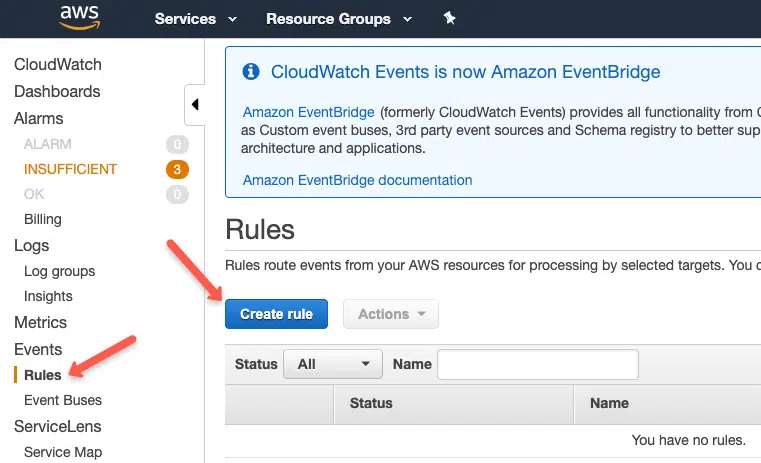 aws
Services
Resource Groups
CloudWatch
Dashboards
Alarms
ALARM 0
INSUFFICIENT 3
OK 0
Billing
Logs
Log groups
Insights
Metrics
Events
Rules
Event Buses
ServiceLens
Service Map
CloudWatch Events is now Amazon EventBridge
Amazon EventBridge (formerly CloudWatch Events) provides all functionality from
as Custom event buses, 3rd party event sources and Schema registry to better sup
architecture and applications.
Amazon EventBridge documentation
Rules
Rules route events from your AWS resources for processing by selected targets. You
Create rule
Actions
Status All Name
Status Name
You have no rules.